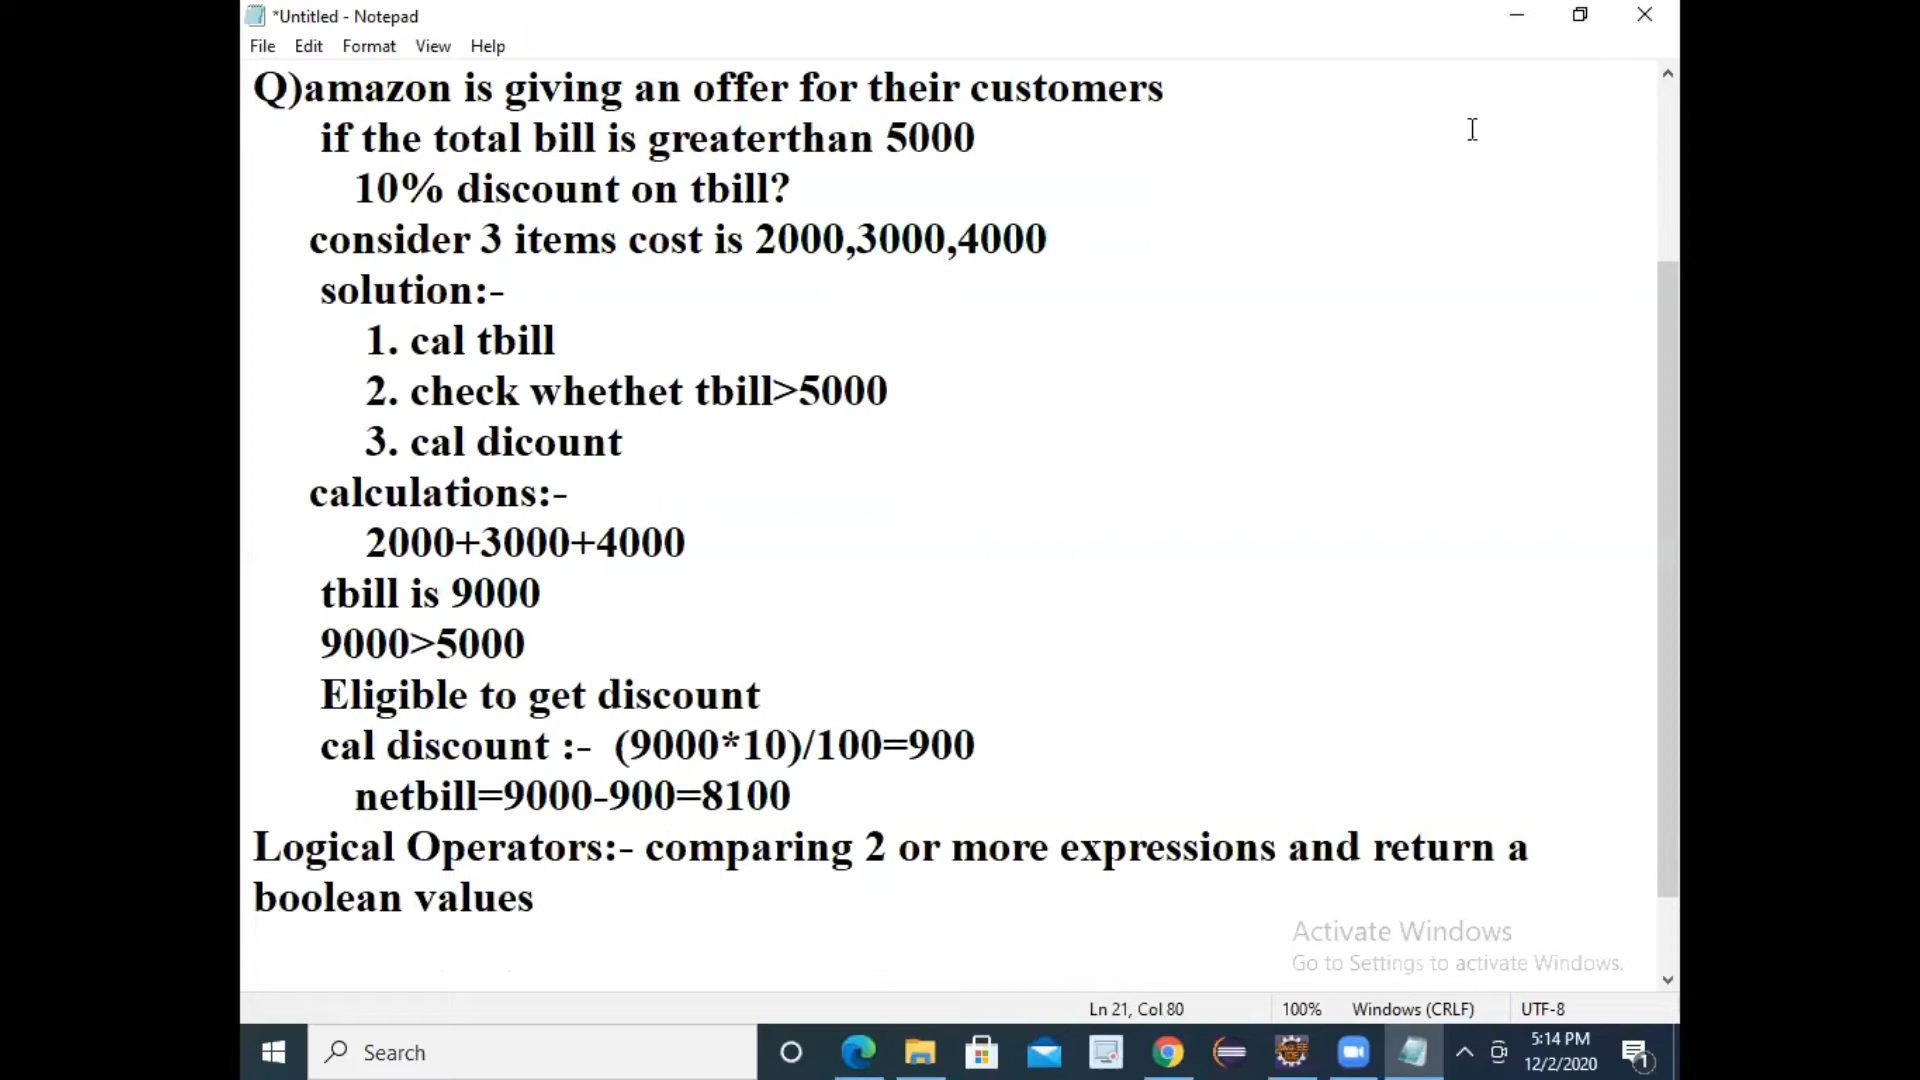 *Untitled - Notepad
File Edit Format View Help
Q)amazon is giving an offer for their customers
if the total bill is greaterthan 5000
10% discount on tbill?
consider 3 items cost is 2000,3000,4000
solution:-
1. cal tbill
2. check whethet tbill>5000
3. cal dicount
calculations:-
2000+3000+4000
tbill is 9000
9000>5000
Eligible to get discount
cal discount :- (9000*10)/100=900
netbill=9000-900=8100
Logical Operators:- comparing 2 or more expressions and return a
boolean values
Activate Windows
Go to Settings to activate Windows.
Ln 21, Col 80 100% Windows (CRLF) UTF-8
Search
5:14 PM
12/2/2020
1